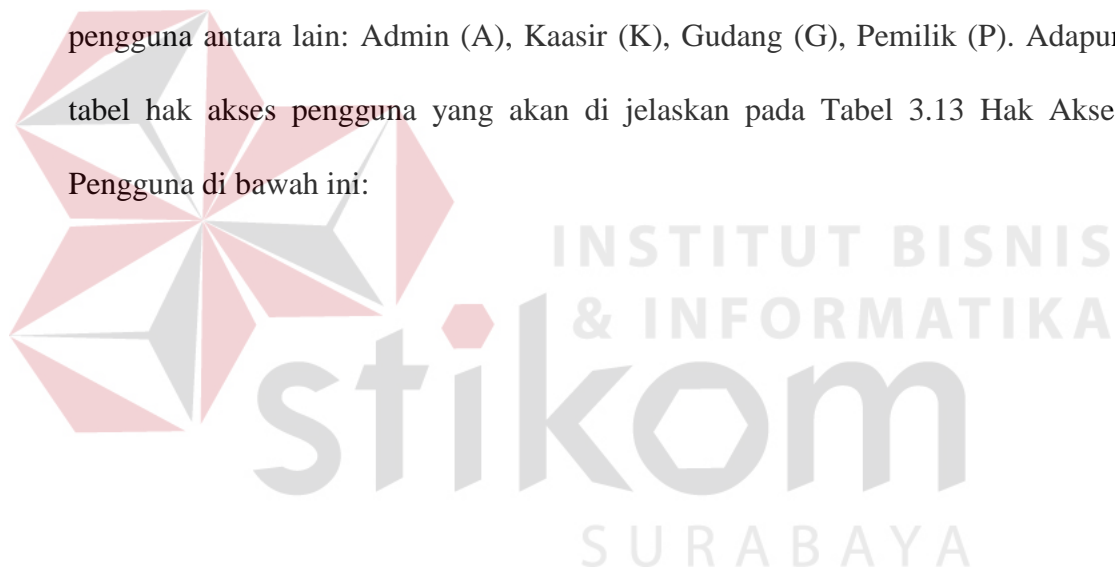 pengguna antara lain: Admin (A), Kaasir (K), Gudang (G), Pemilik (P). Adapun
tabel hak akses pengguna yang akan di jelaskan pada Tabel 3.13 Hak Akse
Pengguna di bawah ini:
INSTITUT BISNIS
& INFORMATIKA
stikom
SURABAYA